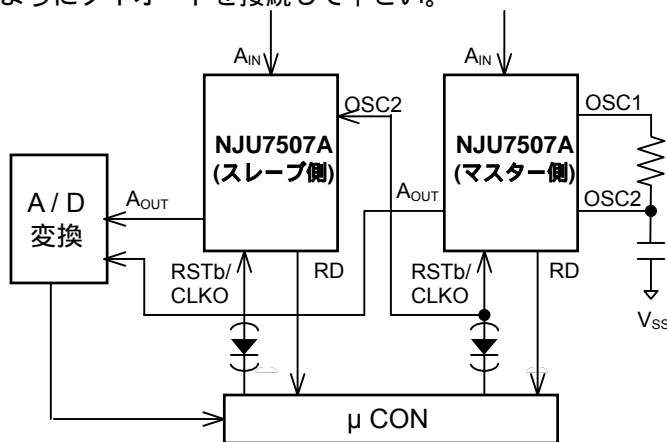 ようにダイオードを接続して下さい。
AIN
AIN
OSC2
OSC1
NJU7507A
(スレーブ側)
NJU7507A
(マスター側)
A / D
変換
AOUT
AOUT
OSC2
RSTb/
CLKO
RD
RSTb/
CLKO
RD
VSS
μ CON